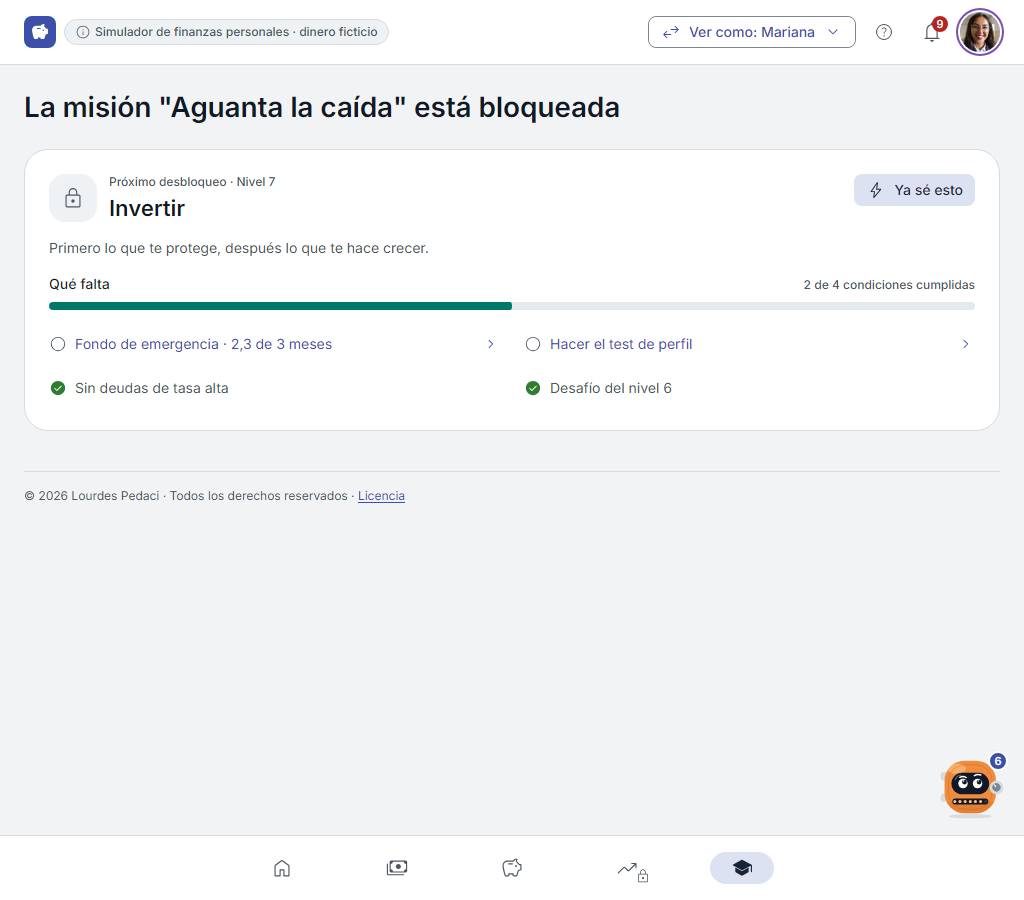 Simulador de finanzas personales · dinero ficticio
Ver como: Mariana
9
La misión "Aguanta la caída" está bloqueada
Próximo desbloqueo · Nivel 7
Invertir
Ya sé esto
Primero lo que te protege, después lo que te hace crecer.
Qué falta
2 de 4 condiciones cumplidas
Fondo de emergencia · 2,3 de 3 meses
Hacer el test de perfil
Sin deudas de tasa alta
Desafío del nivel 6
© 2026 Lourdes Pedaci · Todos los derechos reservados · Licencia
6